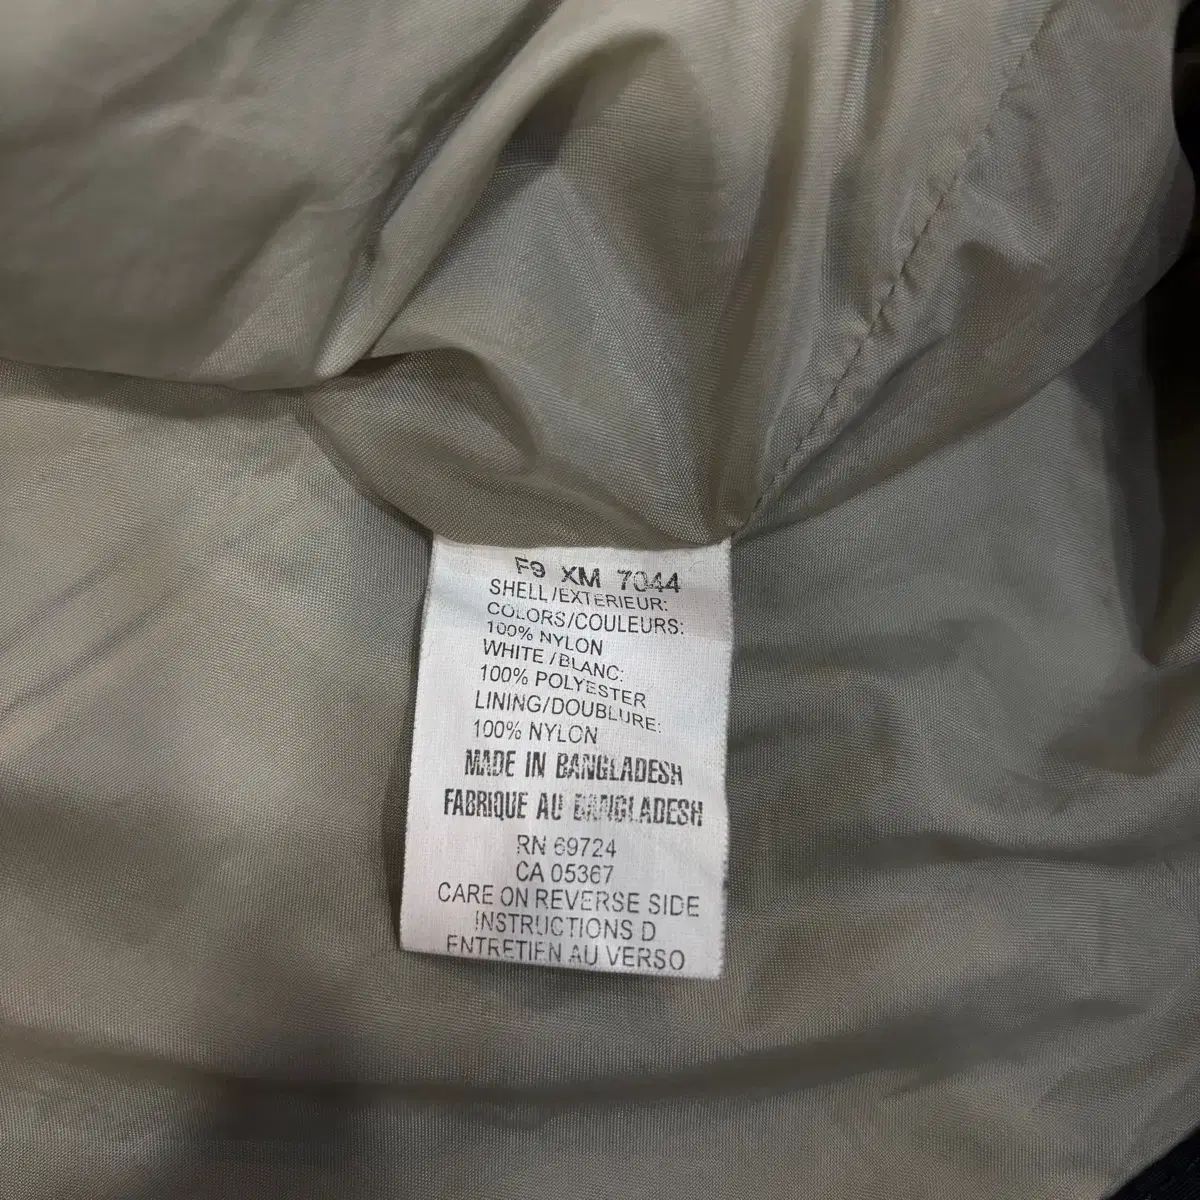 F9 XM 7044
SHELL/EXTERIEUR:
COLORS/COULEURS:
100% NYLON
WHITE/BLANC:
100% POLYESTER
LINING/DOUBLURE:
100% NYLON
MADE IN BANGLADESH
FABRIQUE AU BANGLADESH
RN 69724
CA 05367
CARE ON REVERSE SIDE
INSTRUCTIONS D
ENTRETIEN AU VERSO